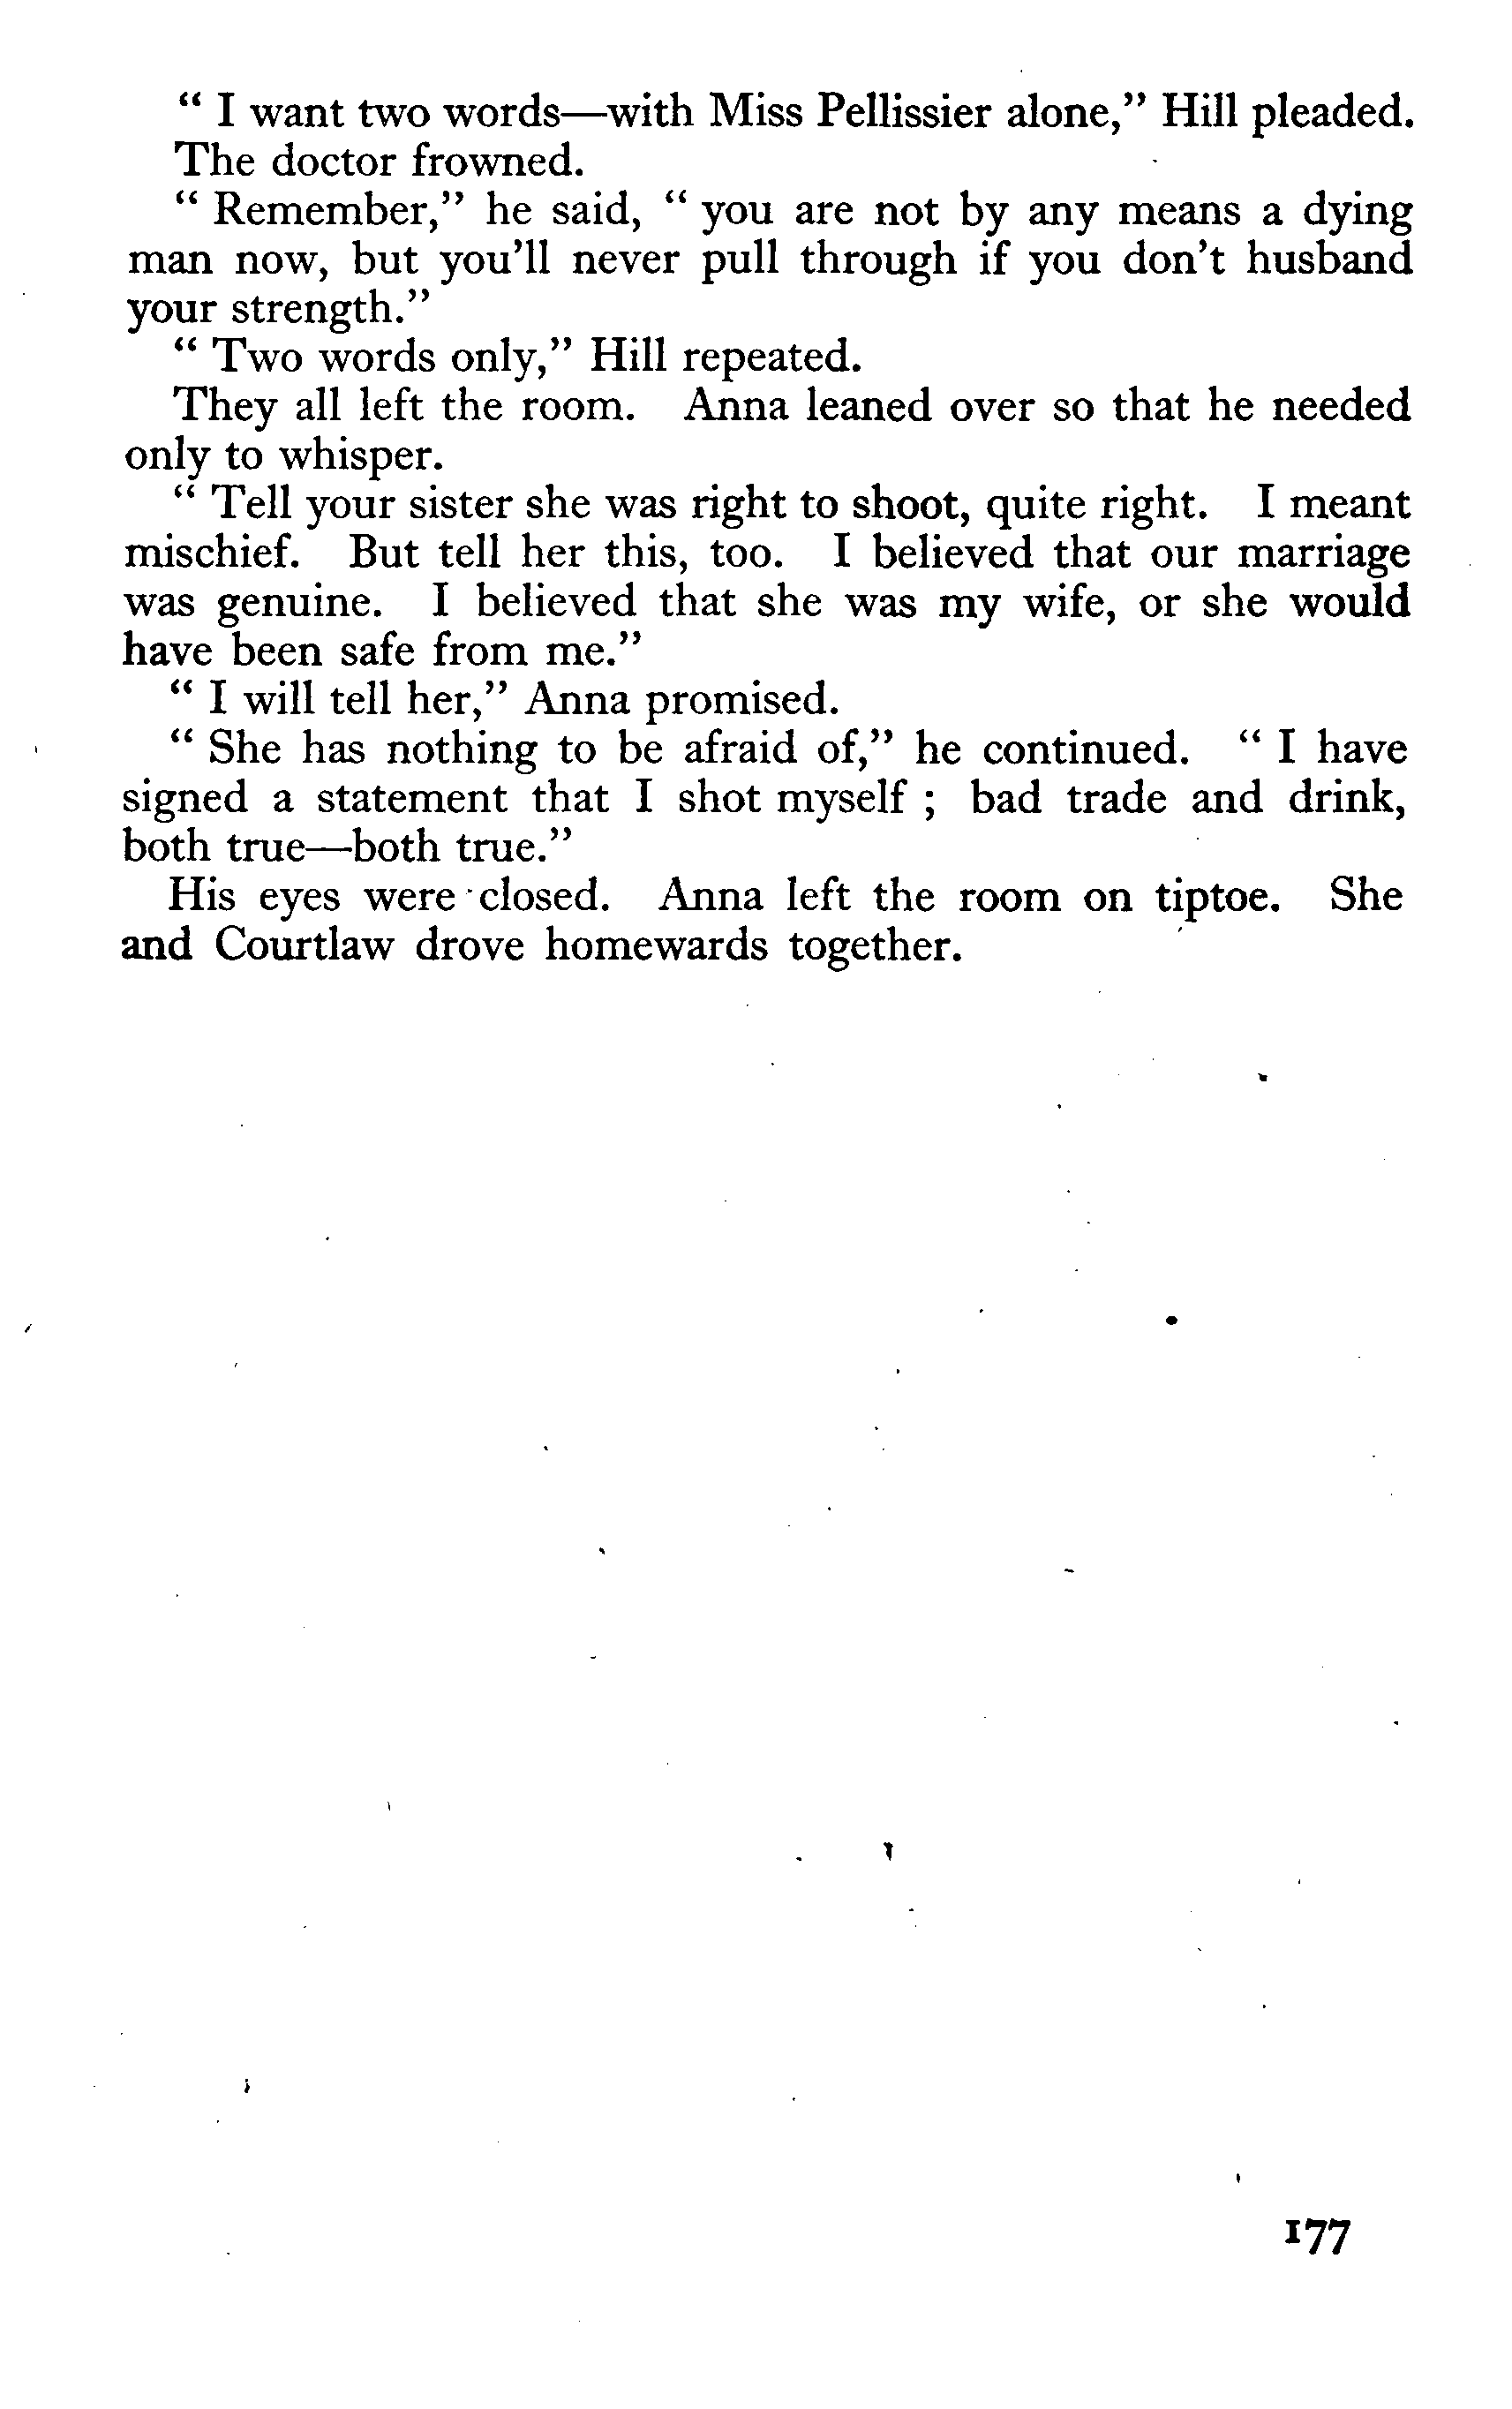 “ I want two words—with Miss Pellissier alone,” Hill pleaded.
The doctor frowned.
“ Remember,” he said, “ you are not by any means a dying
man now, but you'll never pull through if you don't husband
your strength.”
“ Two words only,” Hill repeated.
They all left the room. Anna leaned over so that he needed
only to whisper.
“ Tell your sister she was right to shoot, quite right. I meant
mischief. But tell her this, too. I believed that our marriage
was genuine. I believed that she was my wife, or she would
have been safe from me.”
“ I will tell her,” Anna promised.
“ She has nothing to be afraid of,” he continued. “ I have
signed a statement that I shot myself ; bad trade and drink,
both true—both true.”
His eyes were closed. Anna left the room on tiptoe. She
and Courtlaw drove homewards together.
177